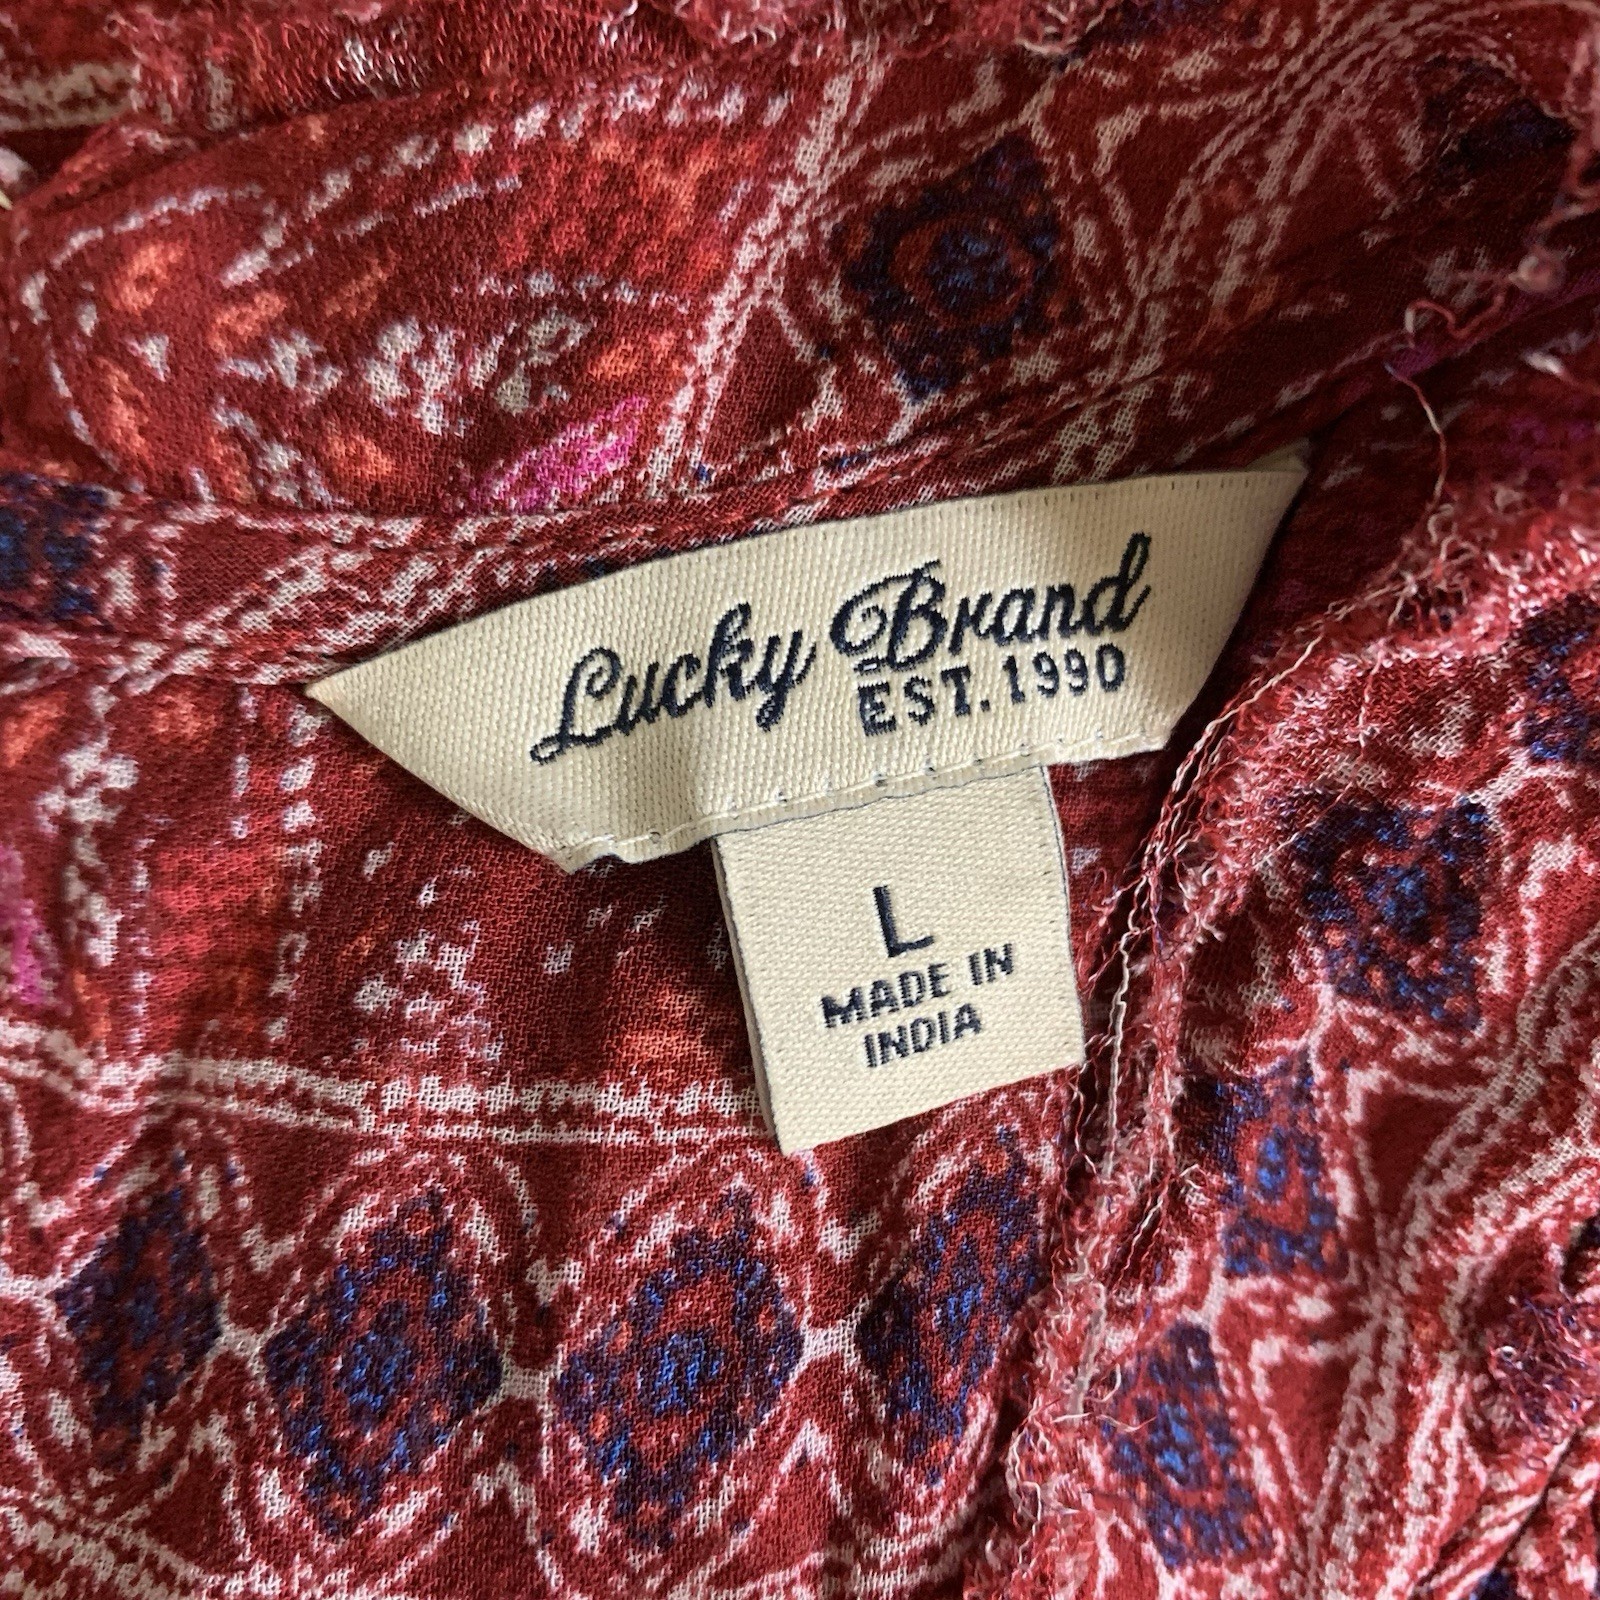 Lucky Brand
EST. 1990
L
MADE IN
INDIA